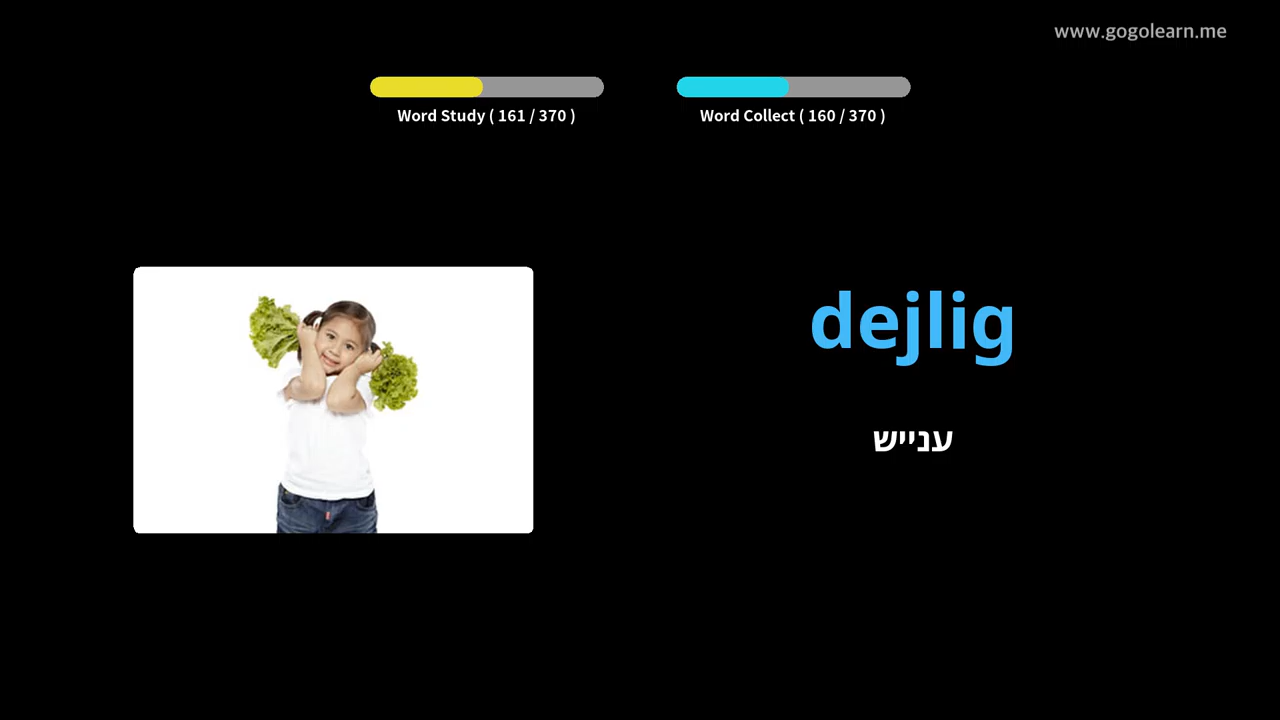 www.gogolearn.me
Word Study ( 161 / 370 )
Word Collect ( 160 / 370 )
dejlig
ענייש